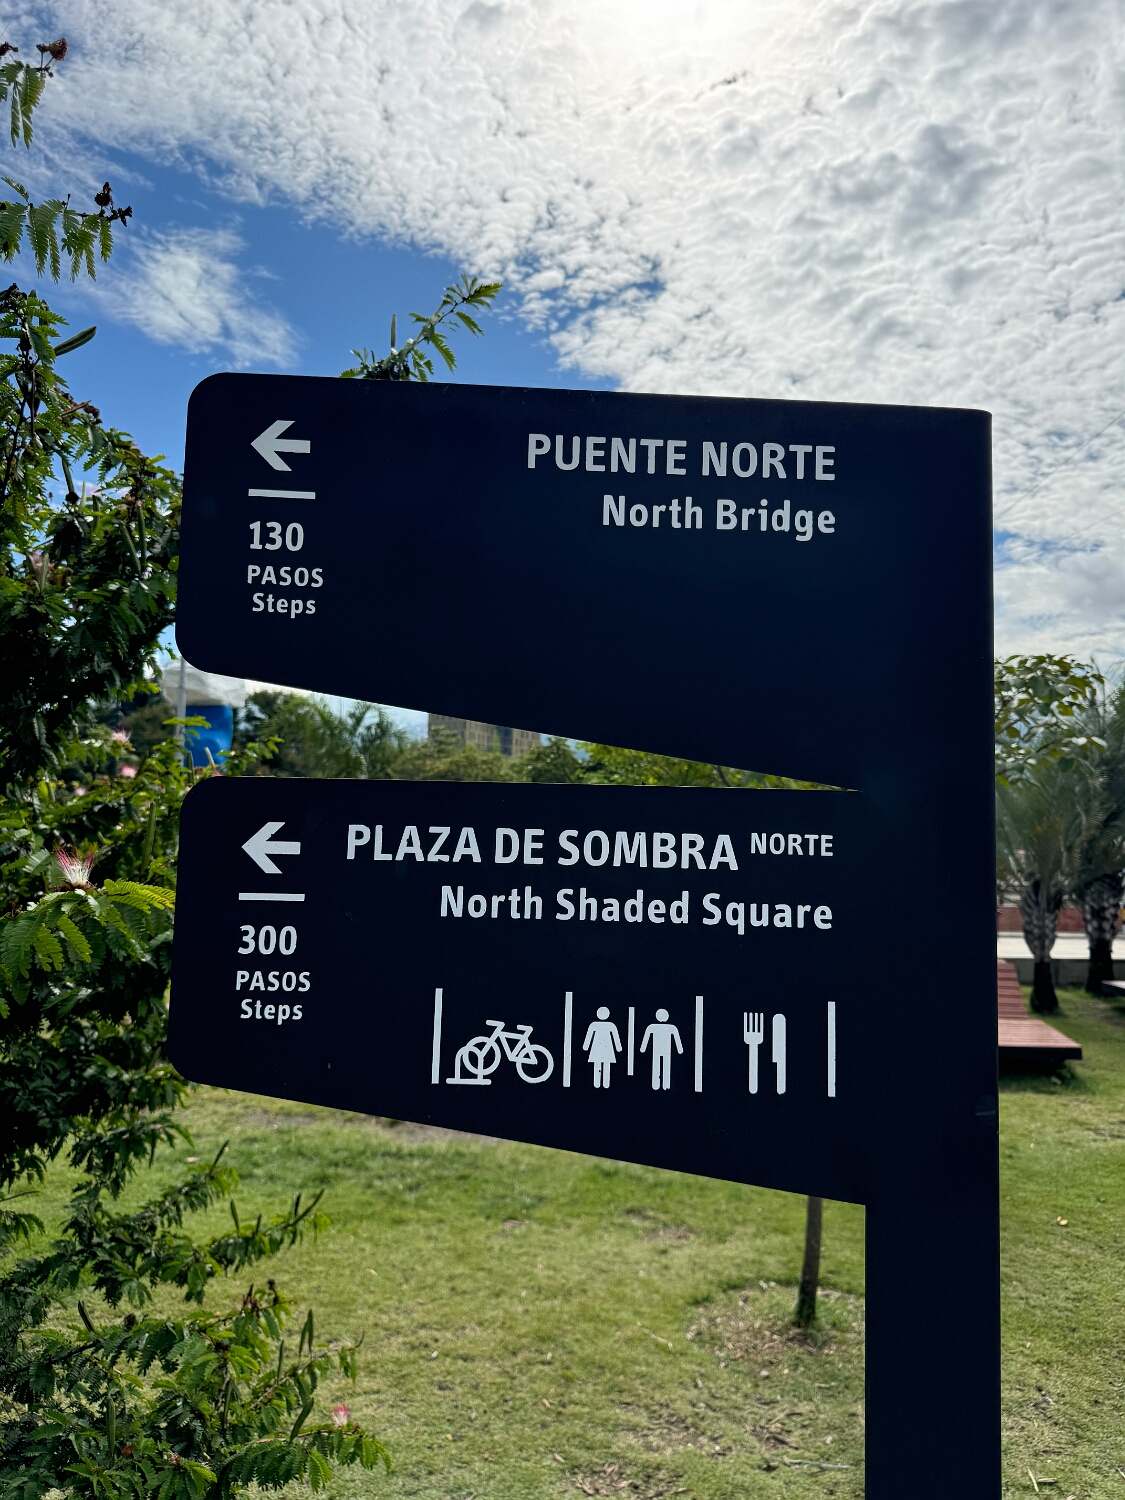 PUENTE NORTE
North Bridge
130
PASOS
Steps
PLAZA DE SOMBRA NORTE
North Shaded Square
300
PASOS
Steps